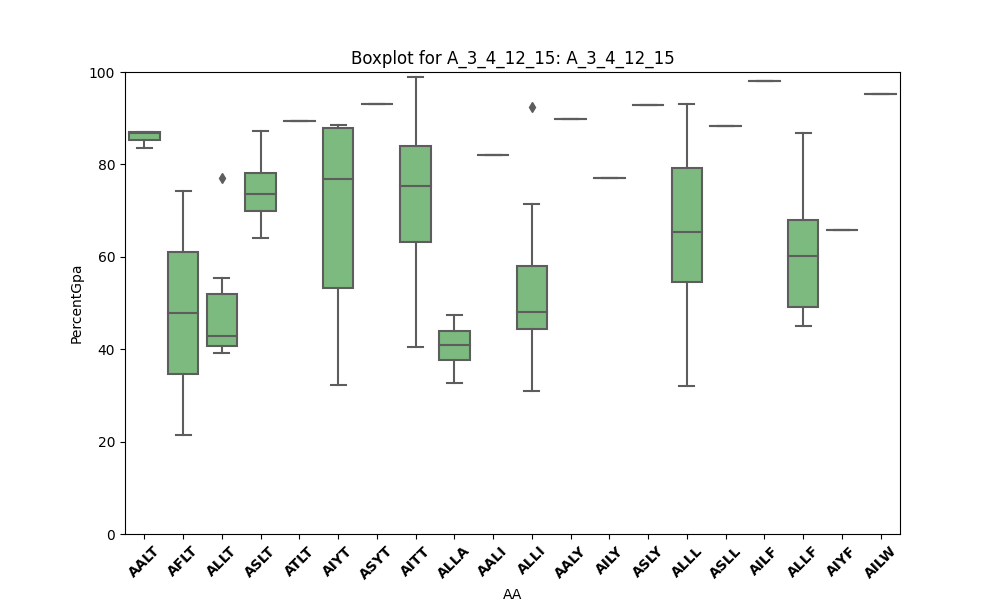 Boxplot for A_3_4_12_15: A_3_4_12_15
100
80
60
40
20
0
PercentGpa
AALT AFLT ALLT ASLT ATLT AIYT ASYT AITT ALLA AALI ALLI AALY AILY ASLY ALLL ASLL AILF ALLF AIYF AILW
AA